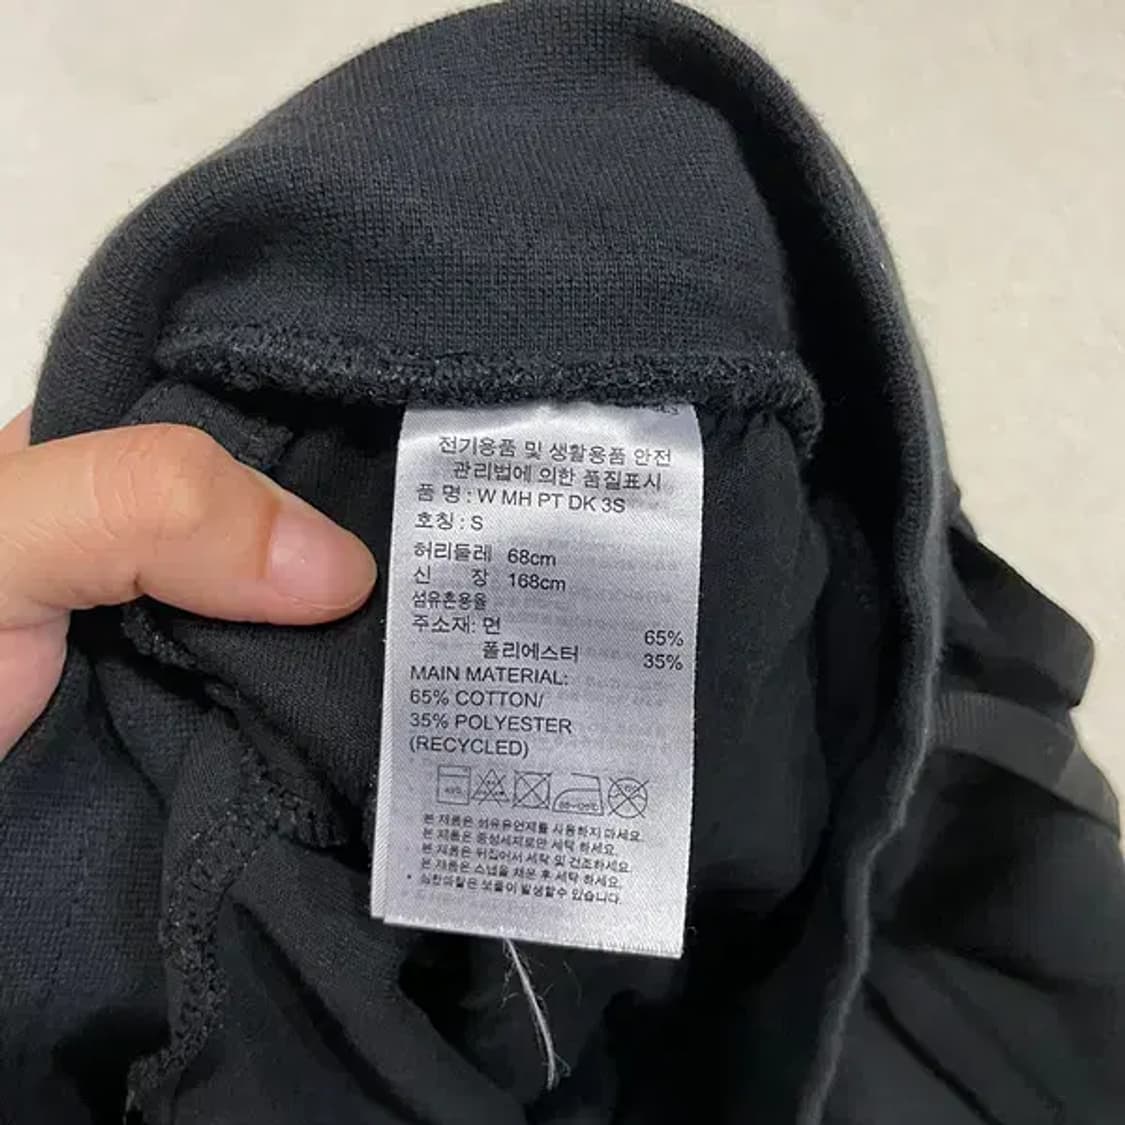 전기용품 및 생활용품 안전
관리법에 의한 품질표시
품 명 : W MH PT DK 3S
호칭 : S
허리둘레 68cm
신 장 168cm
섬유혼용율
주소재: 면 65%
폴리에스터 35%
MAIN MATERIAL:
65% COTTON/
35% POLYESTER
(RECYCLED)
본 제품은 섬유유연제를 사용하지 마세요.
본 제품은 중성세제로만 세탁 하세요.
본 제품은 뒤집어서 세탁 및 건조하세요.
본 제품은 스냅을 채운 후 세탁 하세요.
심한마찰은 보풀이 발생할수 있습니다.